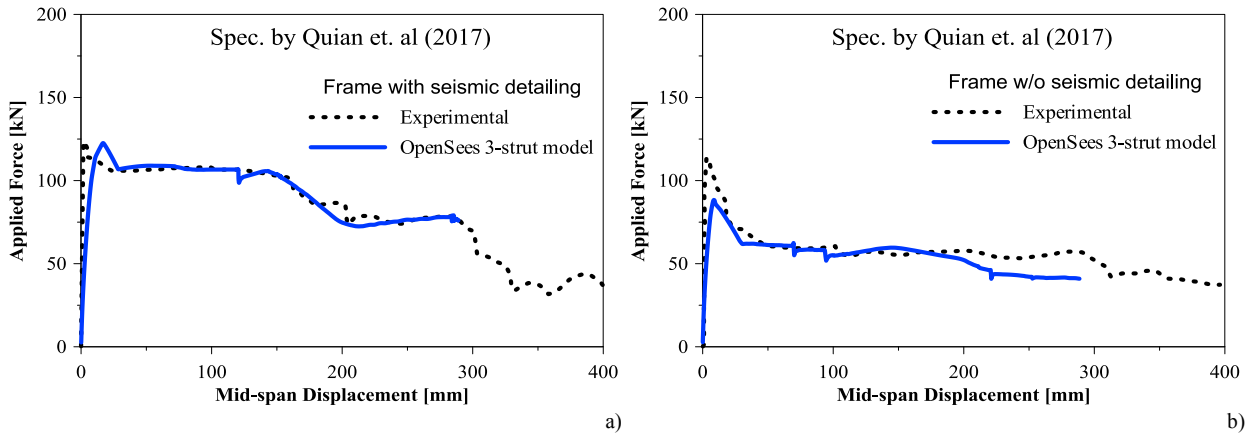 200
150
100
50
0
Applied Force [kN]
Spec. by Quian et. al (2017)
Frame with seismic detailing
Experimental
OpenSees 3-strut model
0 100 200 300 400
Mid-span Displacement [mm]
a)
200
150
100
50
0
Applied Force [kN]
Spec. by Quian et. al (2017)
Frame w/o seismic detailing
Experimental
OpenSees 3-strut model
0 100 200 300 400
Mid-span Displacement [mm]
b)